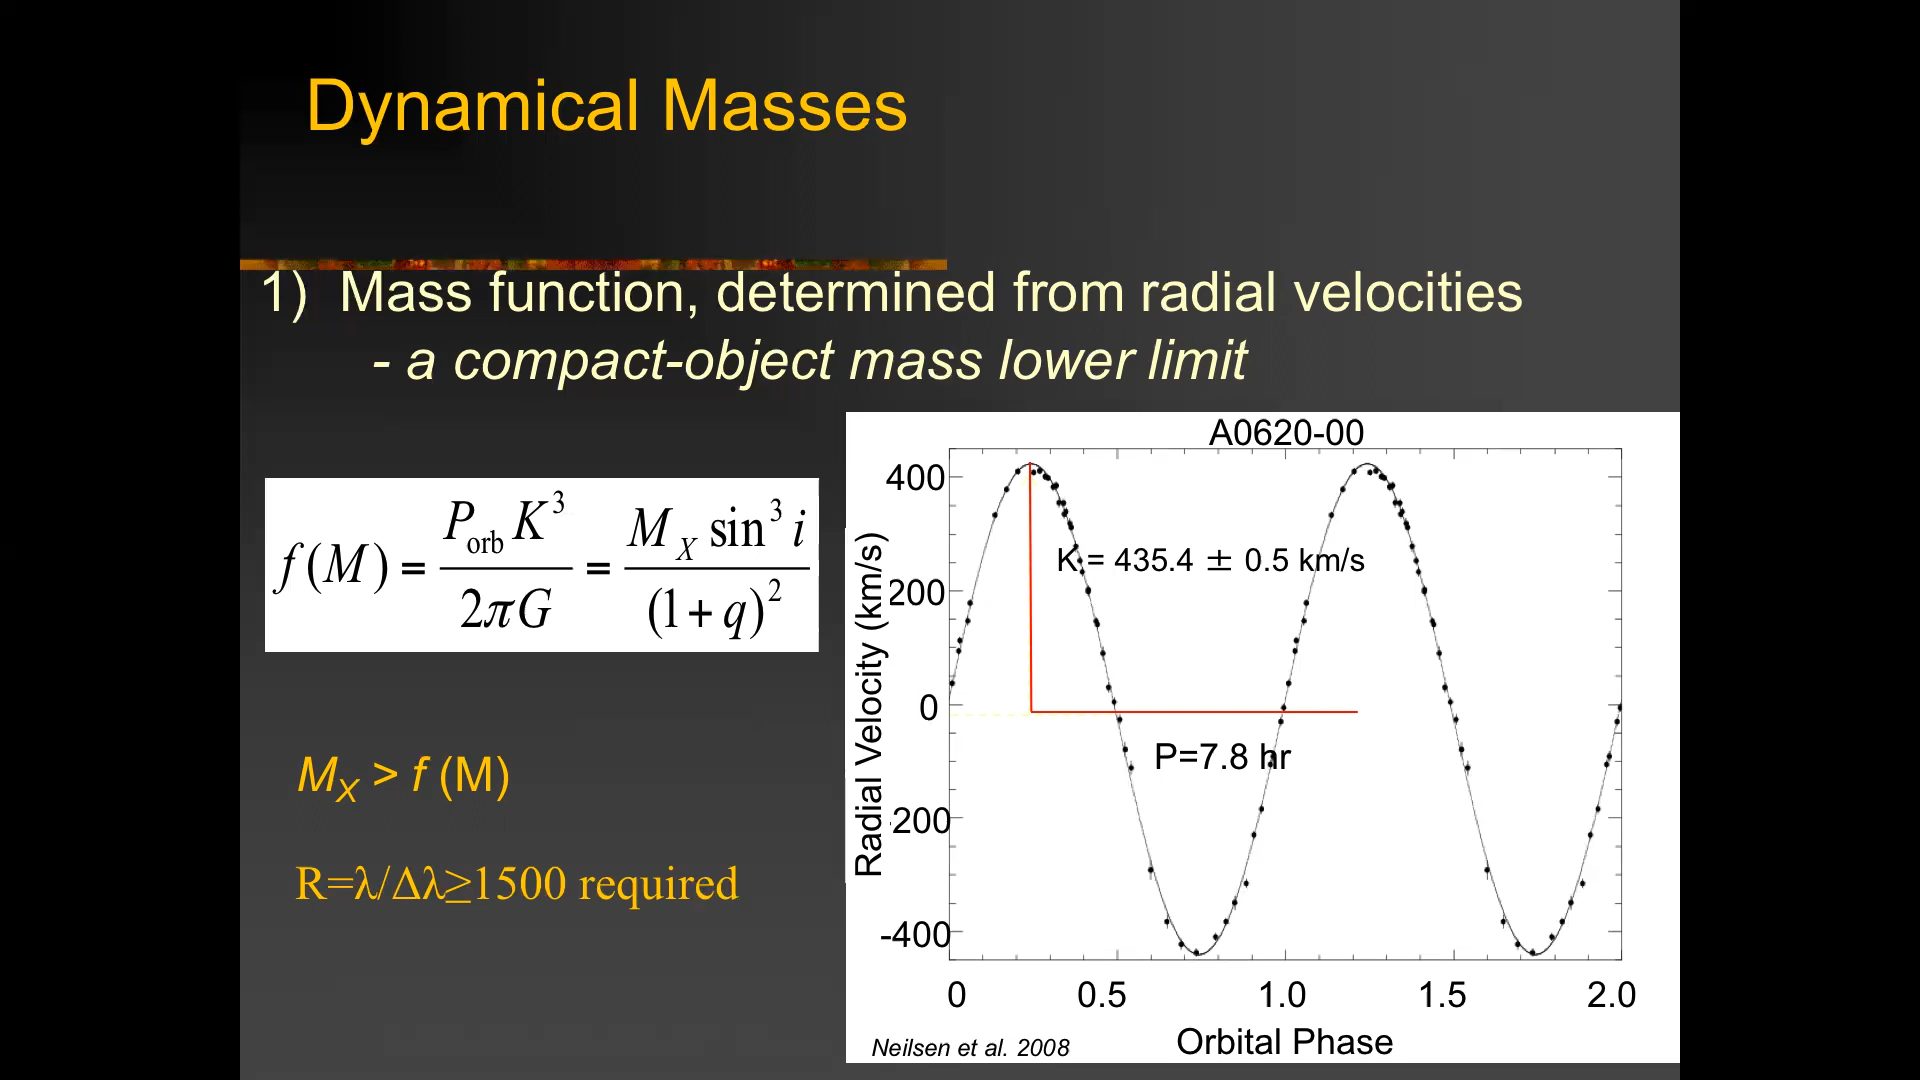 Dynamical Masses
1) Mass function, determined from radial velocities
- a compact-object mass lower limit
f(M) = P_orb K^3 / 2πG = M_X sin^3 i / (1+q)^2
M_X > f (M)
R=λ/Δλ≥1500 required
A0620-00
Radial Velocity (km/s)
400
200
0
-200
-400
K = 435.4 ± 0.5 km/s
P=7.8 hr
0 0.5 1.0 1.5 2.0
Orbital Phase
Neilsen et al. 2008